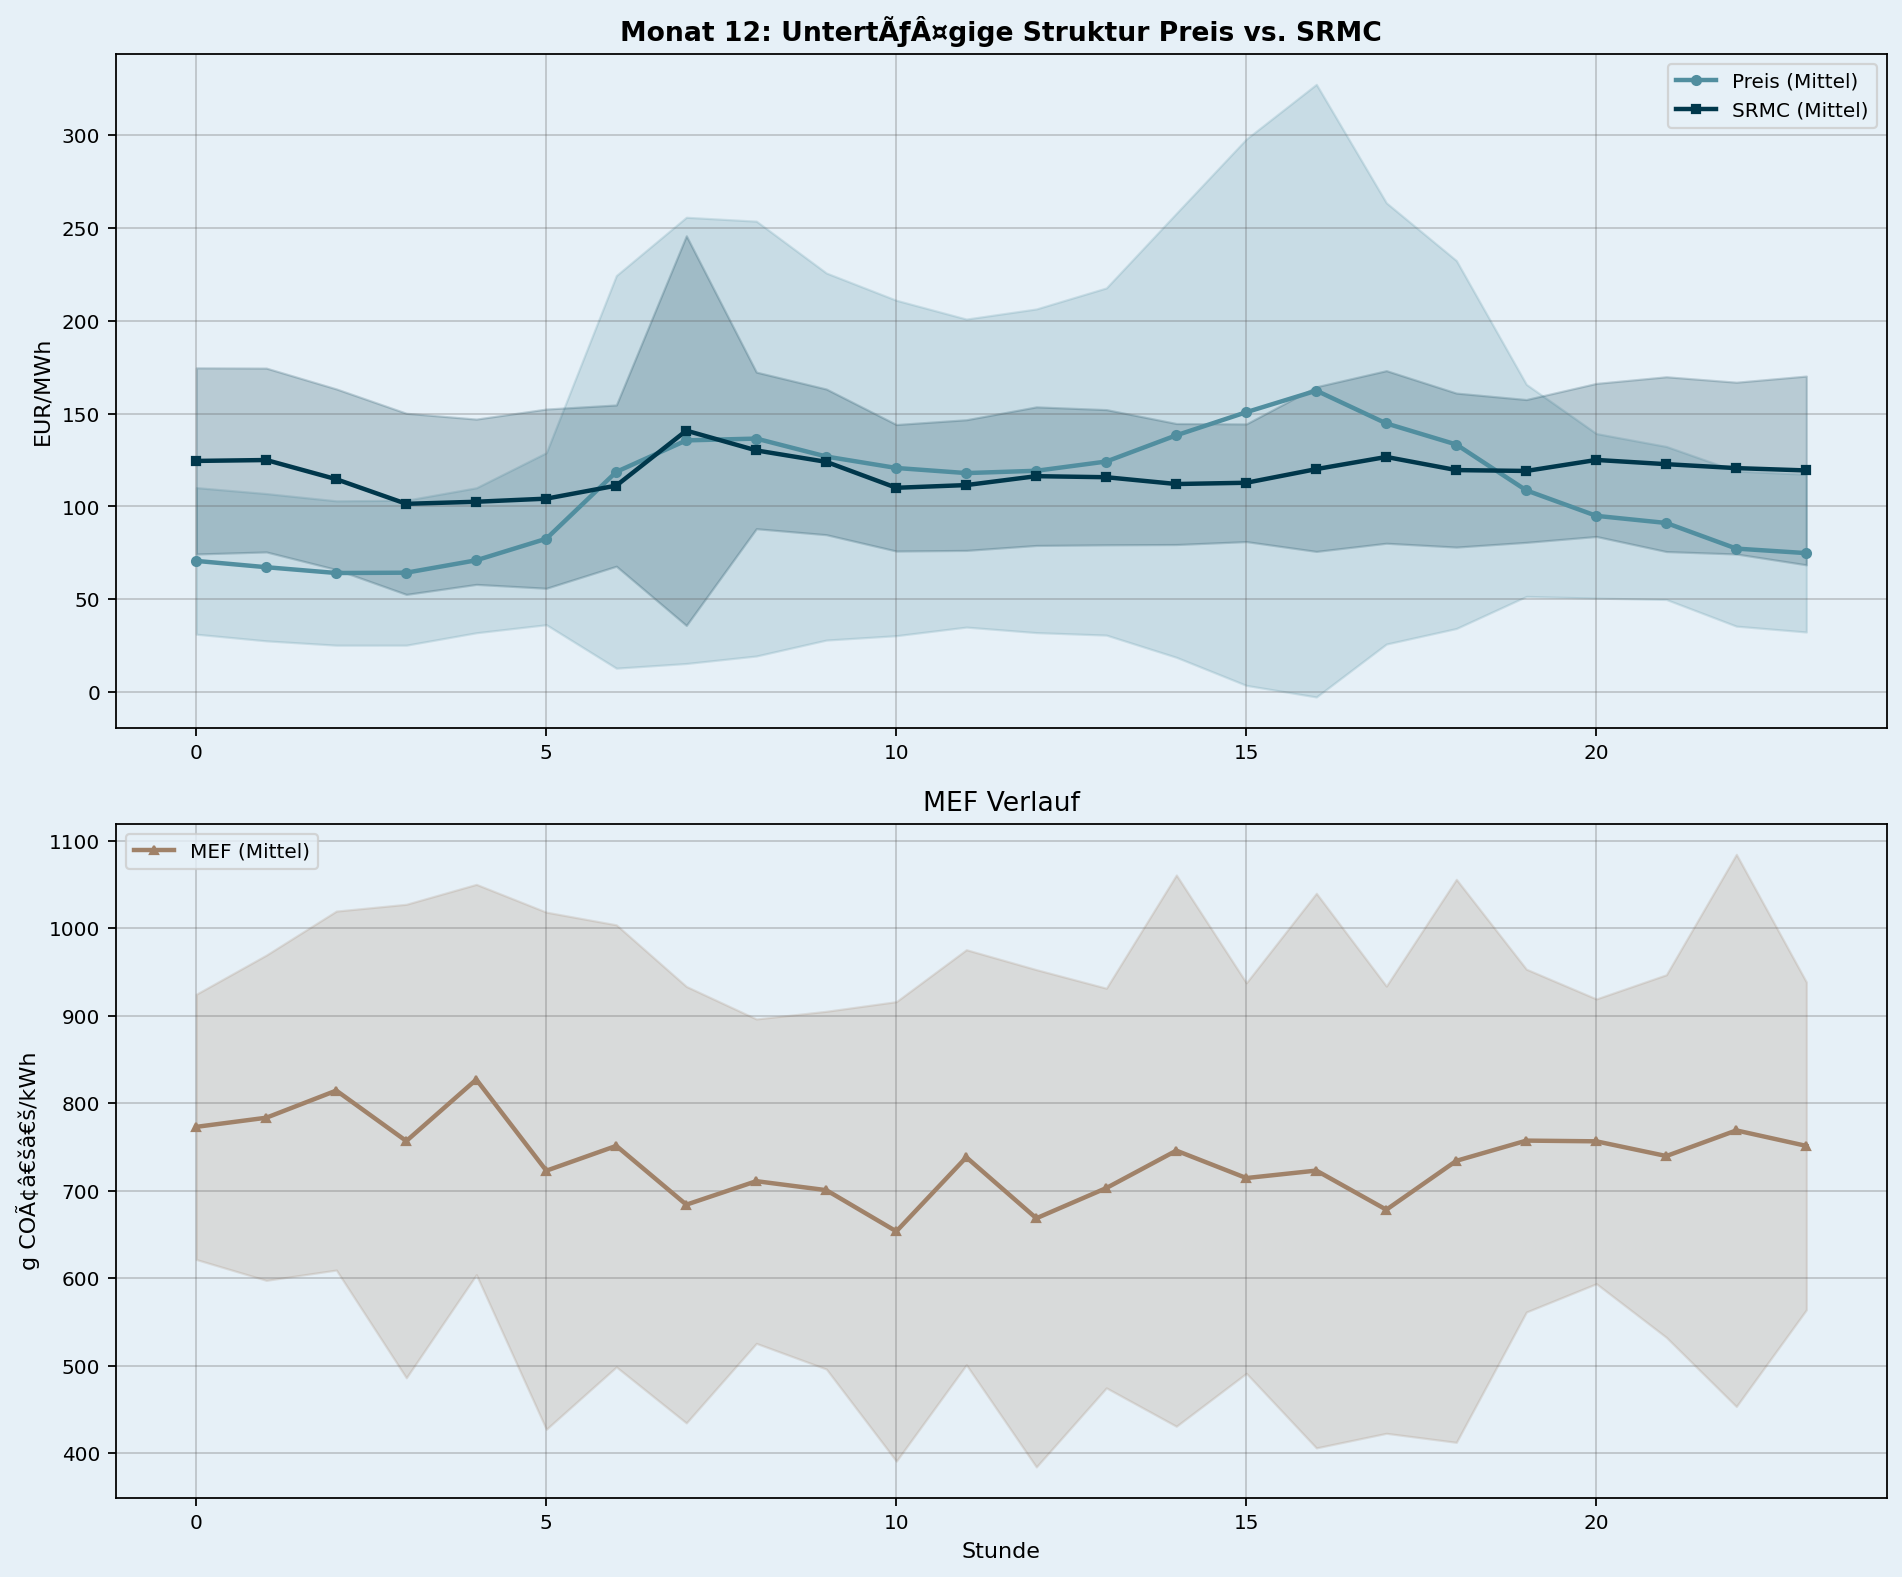 Monat 12: UntertÃƒÂ¤gige Struktur Preis vs. SRMC
Preis (Mittel)
SRMC (Mittel)
EUR/MWh
300
250
200
150
100
50
0
0 5 10 15 20
MEF Verlauf
MEF (Mittel)
g COÃ¢â€šâ€š/kWh
1100
1000
900
800
700
600
500
400
0 5 10 15 20
Stunde